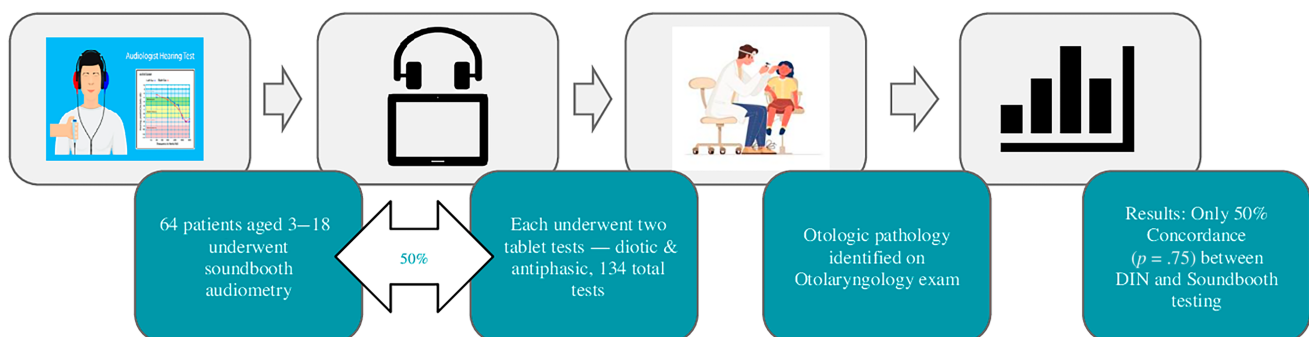 Audiologist Hearing Test
64 patients aged 3–18
underwent
soundbooth
audiometry
50%
Each underwent two
tablet tests — diotic &
antiphasic, 134 total
tests
Otologic pathology
identified on
Otolaryngology exam
Results: Only 50%
Concordance
(p = .75) between
DIN and Soundbooth
testing